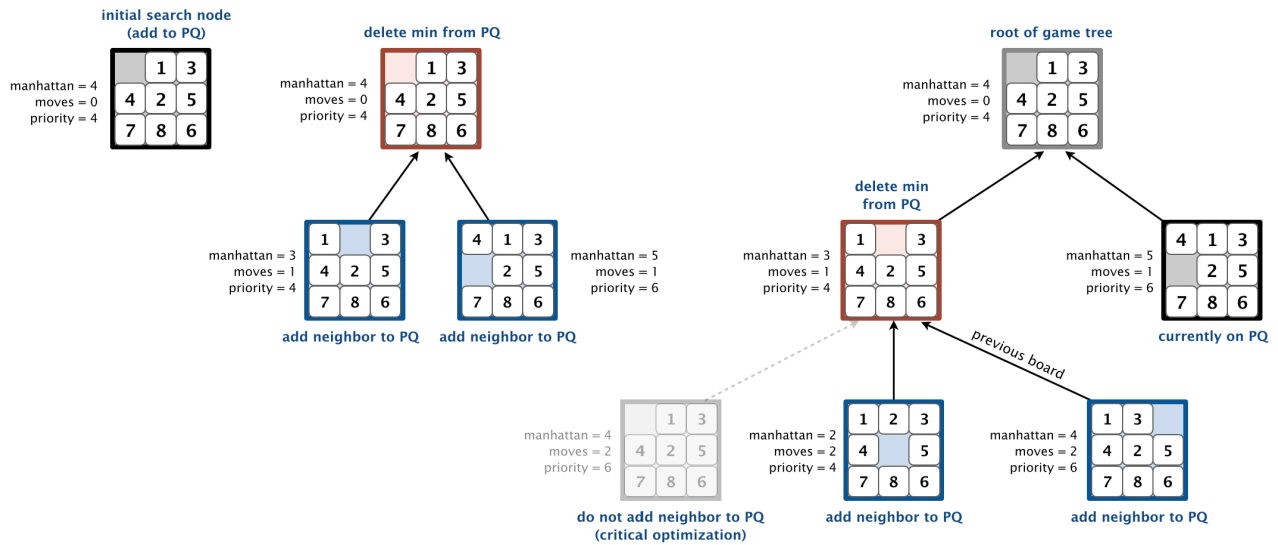 initial search node
(add to PQ)
manhattan = 4
moves = 0
priority = 4
1 3
4 2 5
7 8 6
delete min from PQ
manhattan = 4
moves = 0
priority = 4
1 3
4 2 5
7 8 6
manhattan = 3
moves = 1
priority = 4
1 3
4 2 5
7 8 6
add neighbor to PQ
4 1 3
2 5
7 8 6
manhattan = 5
moves = 1
priority = 6
add neighbor to PQ
root of game tree
manhattan = 4
moves = 0
priority = 4
1 3
4 2 5
7 8 6
delete min
from PQ
manhattan = 3
moves = 1
priority = 4
1 3
4 2 5
7 8 6
manhattan = 5
moves = 1
priority = 6
4 1 3
2 5
7 8 6
currently on PQ
previous board
manhattan = 4
moves = 2
priority = 6
1 3
4 2 5
7 8 6
do not add neighbor to PQ
(critical optimization)
manhattan = 2
moves = 2
priority = 4
1 2 3
4 5
7 8 6
add neighbor to PQ
manhattan = 4
moves = 2
priority = 6
1 3
4 2 5
7 8 6
add neighbor to PQ